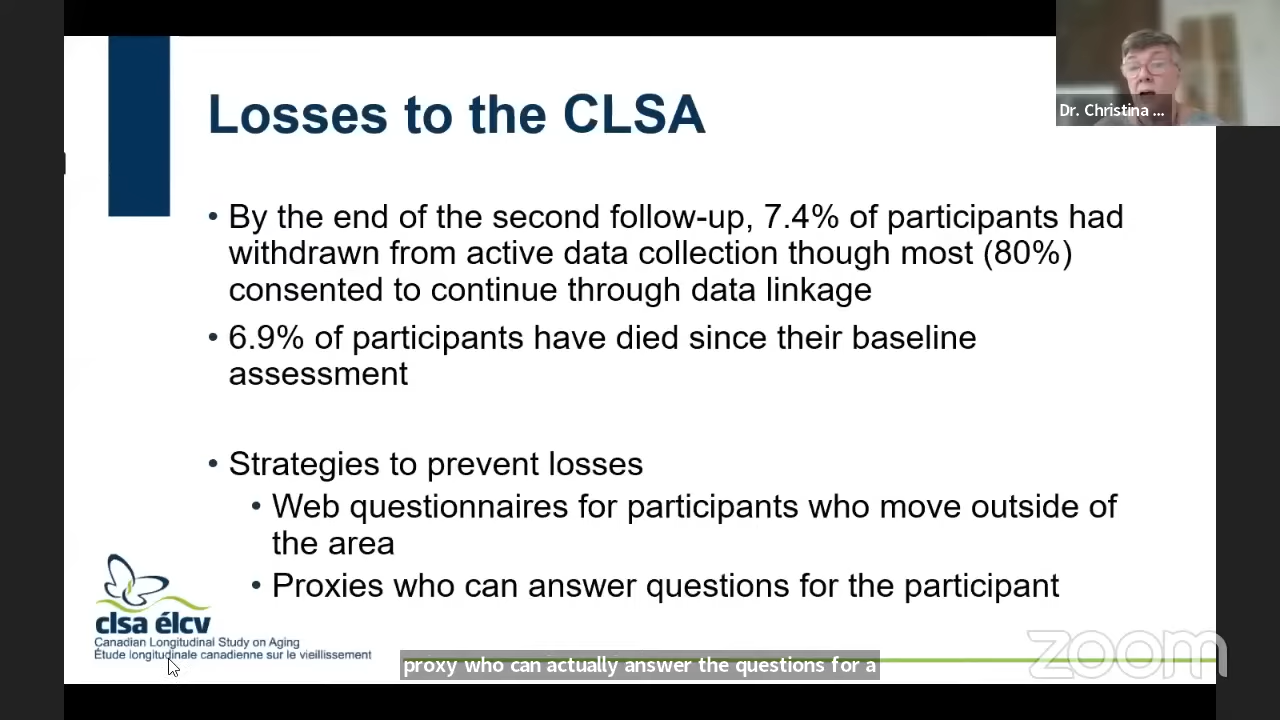 Losses to the CLSA
Dr. Christina ...
• By the end of the second follow-up, 7.4% of participants had
withdrawn from active data collection though most (80%)
consented to continue through data linkage
• 6.9% of participants have died since their baseline
assessment
• Strategies to prevent losses
• Web questionnaires for participants who move outside of
the area
• Proxies who can answer questions for the participant
clsa élcv
Canadian Longitudinal Study on Aging
Étude longitudinale canadienne sur le vieillissement
proxy who can actually answer the questions for a
zoom